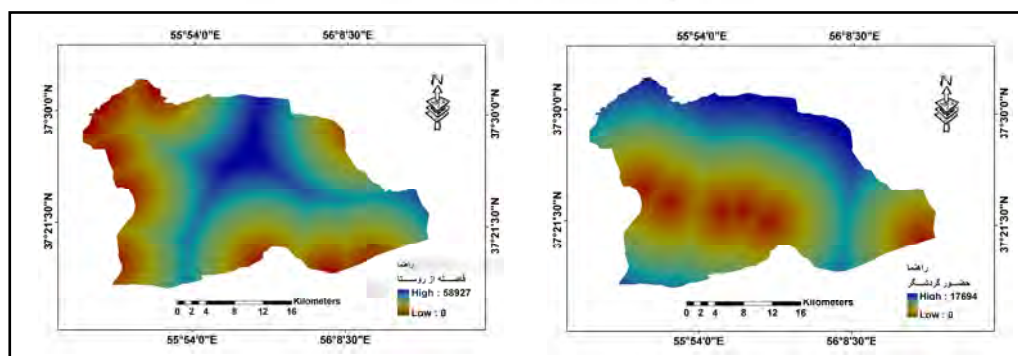 55°54'0"E 56°8'30"E
N
37°30'0"N 37°30'0"N
37°21'30"N 37°21'30"N
راهنما
فاصله از روستا
High : 58927
Low : 0
Kilometers
0 2 4 8 12 16
55°54'0"E 56°8'30"E
55°54'0"E 56°8'30"E
N
37°30'0"N 37°30'0"N
37°21'30"N 37°21'30"N
راهنما
حضور گردشگر
High : 17694
Low : 0
Kilometers
0 2 4 8 12 16
55°54'0"E 56°8'30"E